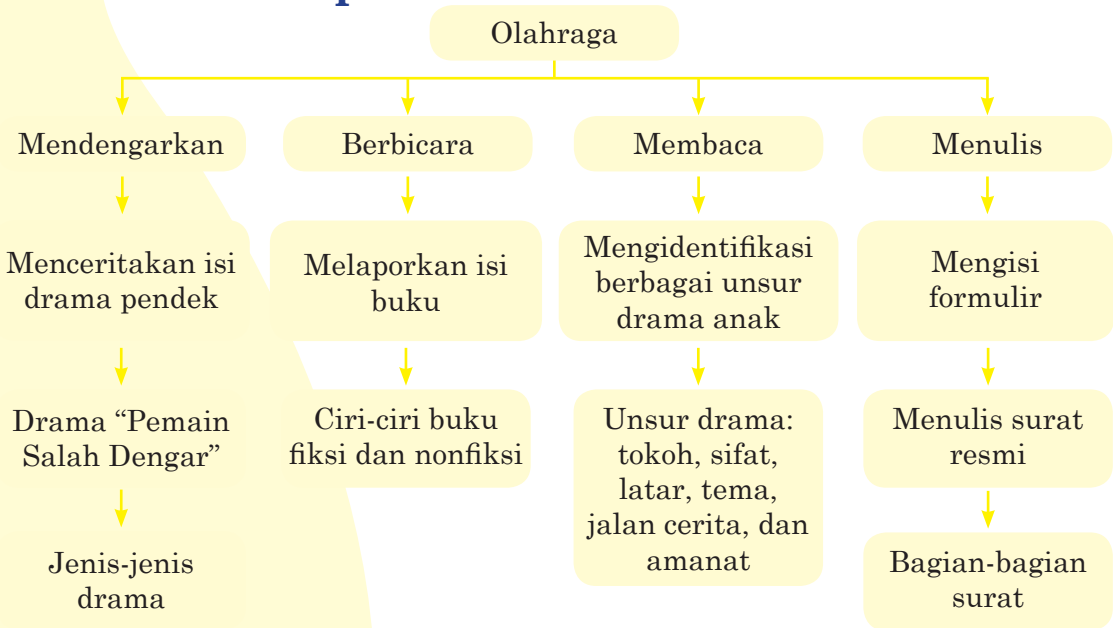 Olahraga
Mendengarkan
Berbicara
Membaca
Menulis
Menceritakan isi
drama pendek
Melaporkan isi
buku
Mengidentifikasi
berbagai unsur
drama anak
Mengisi
formulir
Drama “Pemain
Salah Dengar”
Ciri-ciri buku
fiksi dan nonfiksi
Unsur drama:
tokoh, sifat,
latar, tema,
jalan cerita, dan
amanat
Menulis surat
resmi
Jenis-jenis
drama
Bagian-bagian
surat